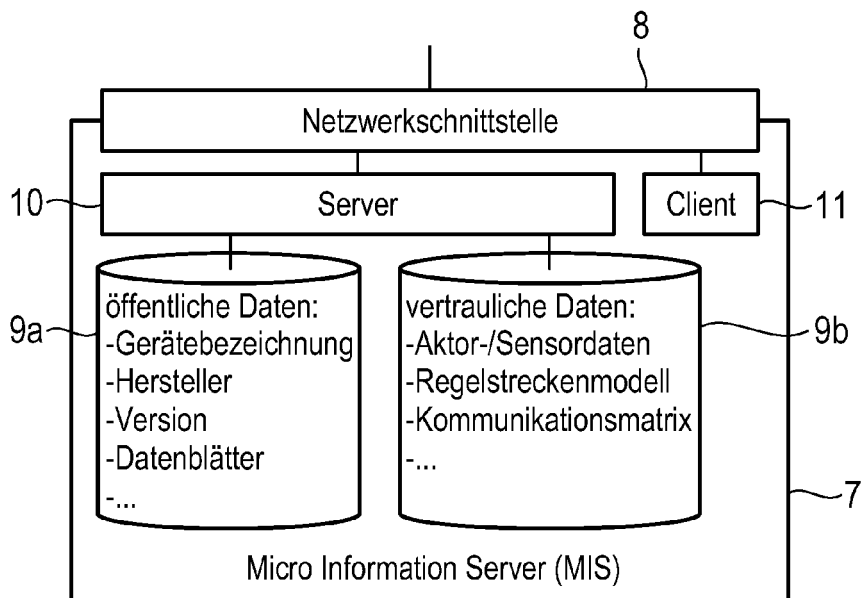 8
Netzwerkschnittstelle
10
Server
Client
11
öffentliche Daten:
-Gerätebezeichnung
-Hersteller
-Version
-Datenblätter
-...
9a
vertrauliche Daten:
-Aktor-/Sensordaten
-Regelstreckenmodell
-Kommunikationsmatrix
-...
9b
7
Micro Information Server (MIS)